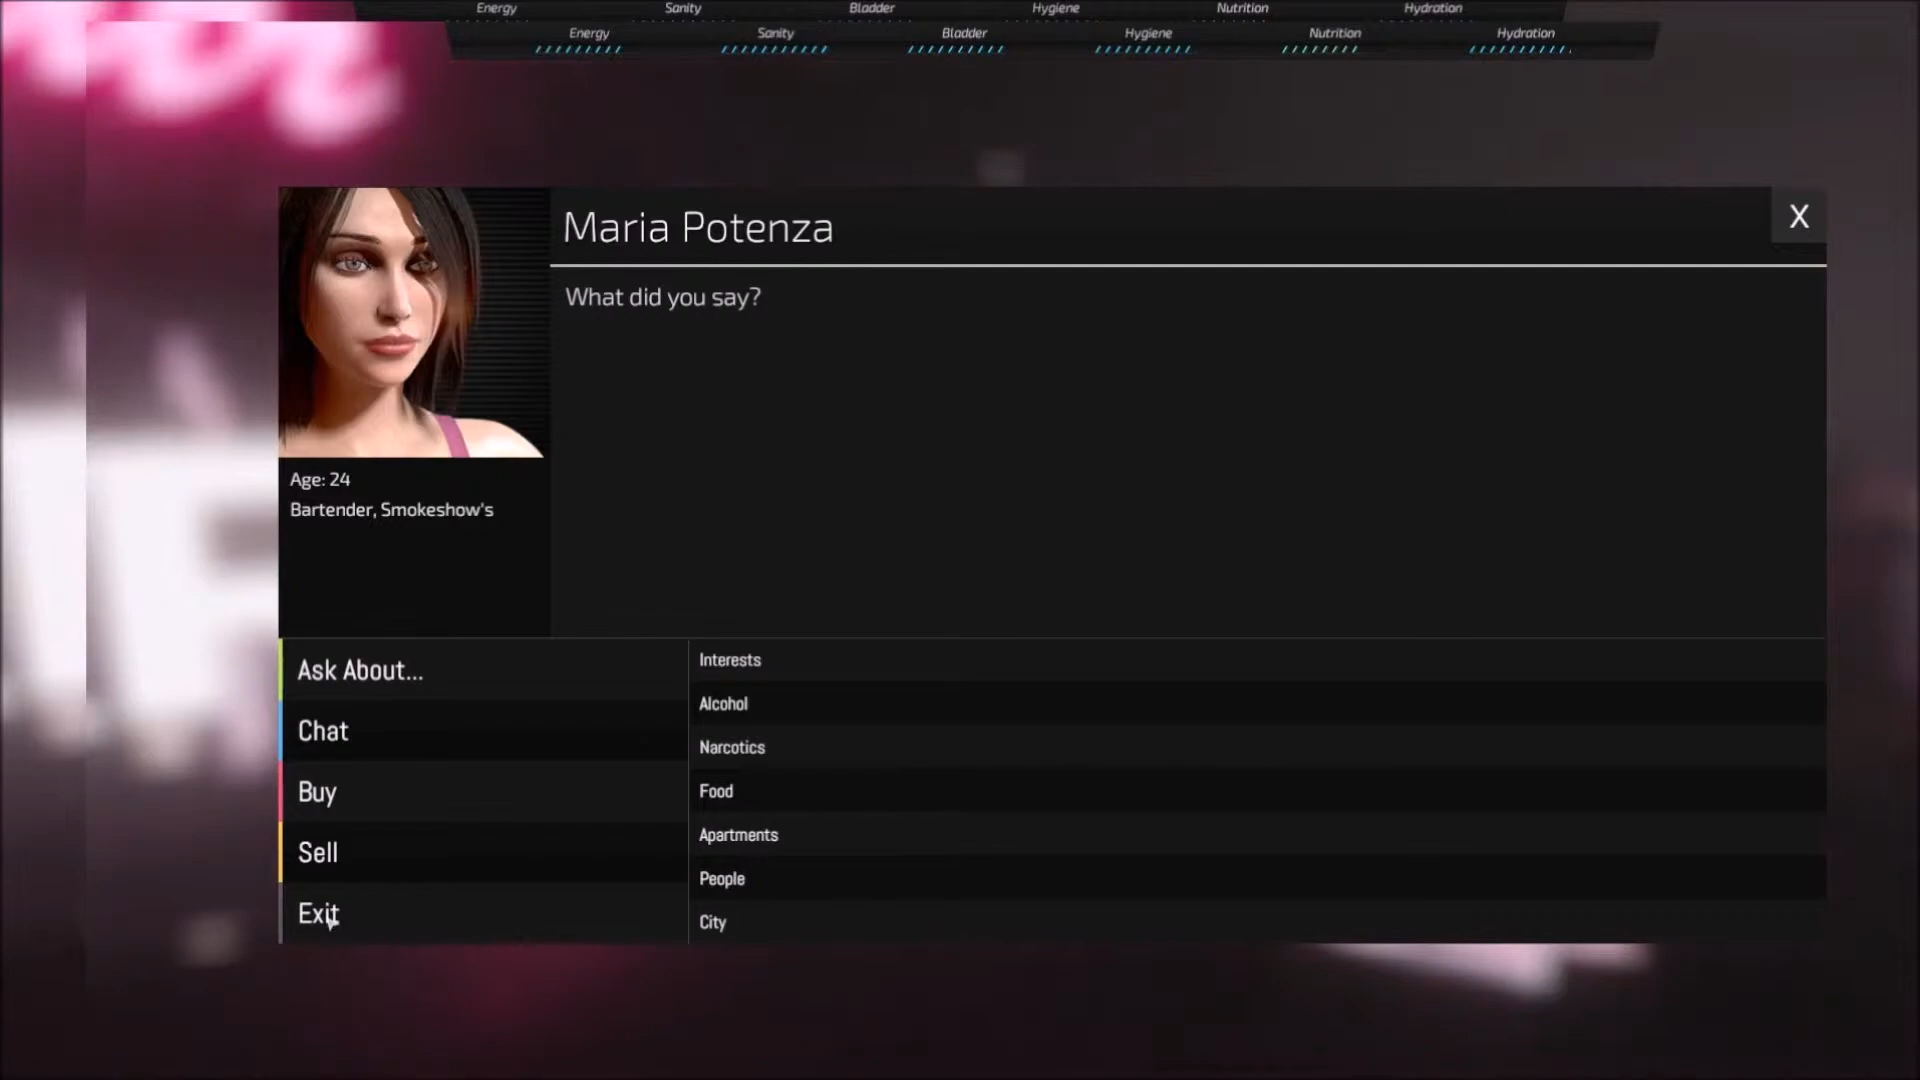 Energy Sanity Bladder Hygiene Nutrition Hydration
Energy Sanity Bladder Hygiene Nutrition Hydration
Maria Potenza
X
What did you say?
Age: 24
Bartender, Smokeshow's
Ask About...
Chat
Buy
Sell
Exit
Interests
Alcohol
Narcotics
Food
Apartments
People
City